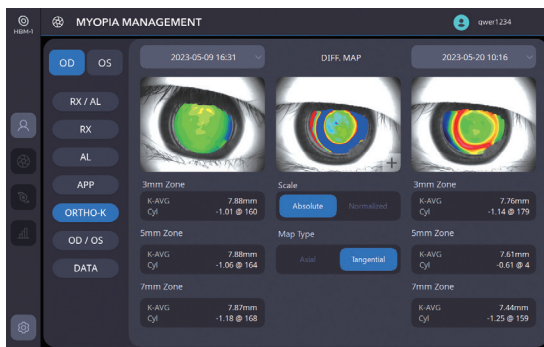 HBM-1
MYOPIA MANAGEMENT
qwer1234
OD
OS
RX / AL
RX
AL
APP
ORTHO-K
OD / OS
DATA
2023-05-09 16:31
3mm Zone
K-AVG 7.88mm
Cyl -1.01 @ 160
5mm Zone
K-AVG 7.88mm
Cyl -1.06 @ 164
7mm Zone
K-AVG 7.87mm
Cyl -1.18 @ 168
DIFF. MAP
Scale
Absolute Normalized
Map Type
Axial Tangential
2023-05-20 10:16
3mm Zone
K-AVG 7.76mm
Cyl -1.14 @ 179
5mm Zone
K-AVG 7.61mm
Cyl -0.61 @ 4
7mm Zone
K-AVG 7.44mm
Cyl -1.25 @ 159